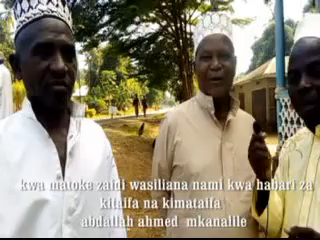 kwa matoke zaidi wasiliana nami kwa habari za
kitaifa na kimataifa
abdallah ahmed mkanalile